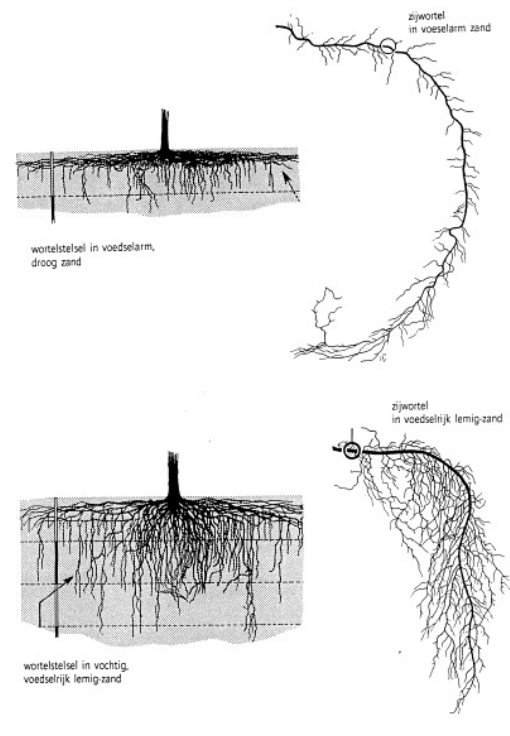 zijwortel
in voeselarm zand
wortelstelsel in voedselarm,
droog zand
zijwortel
in voedselrijk lemig-zand
wortelstelsel in vochtig,
voedselrijk lemig-zand